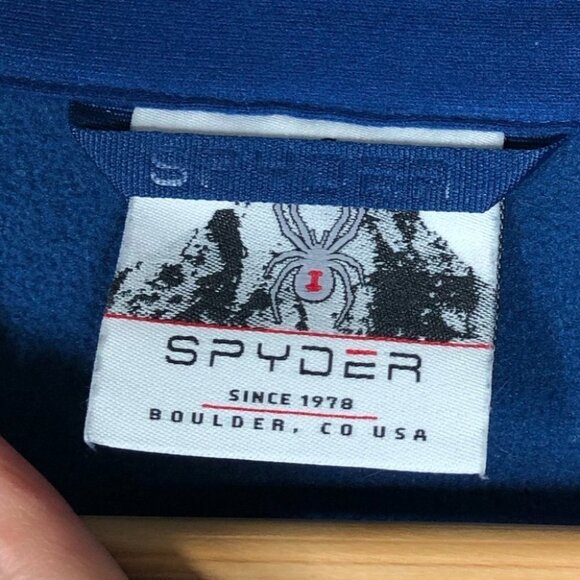 SPYDER
SPYDER
SINCE 1978
BOULDER, CO USA